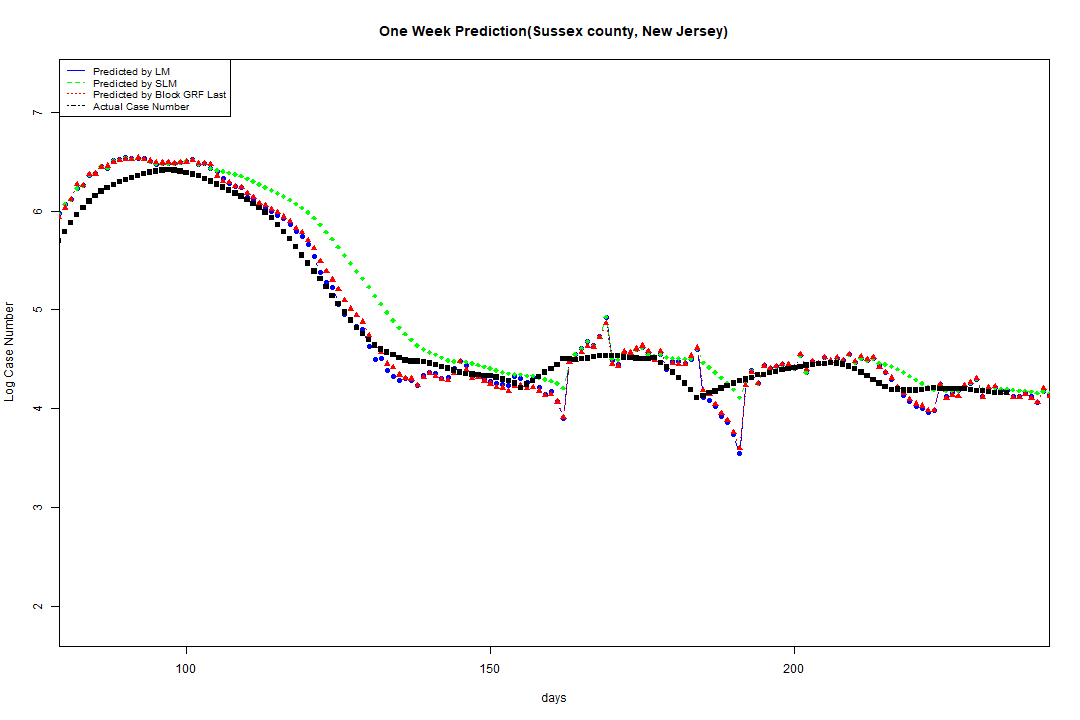 One Week Prediction(Sussex county, New Jersey)
Predicted by LM
Predicted by SLM
Predicted by Block GRF Last
Actual Case Number
7
6
5
4
3
2
Log Case Number
100 150 200
days